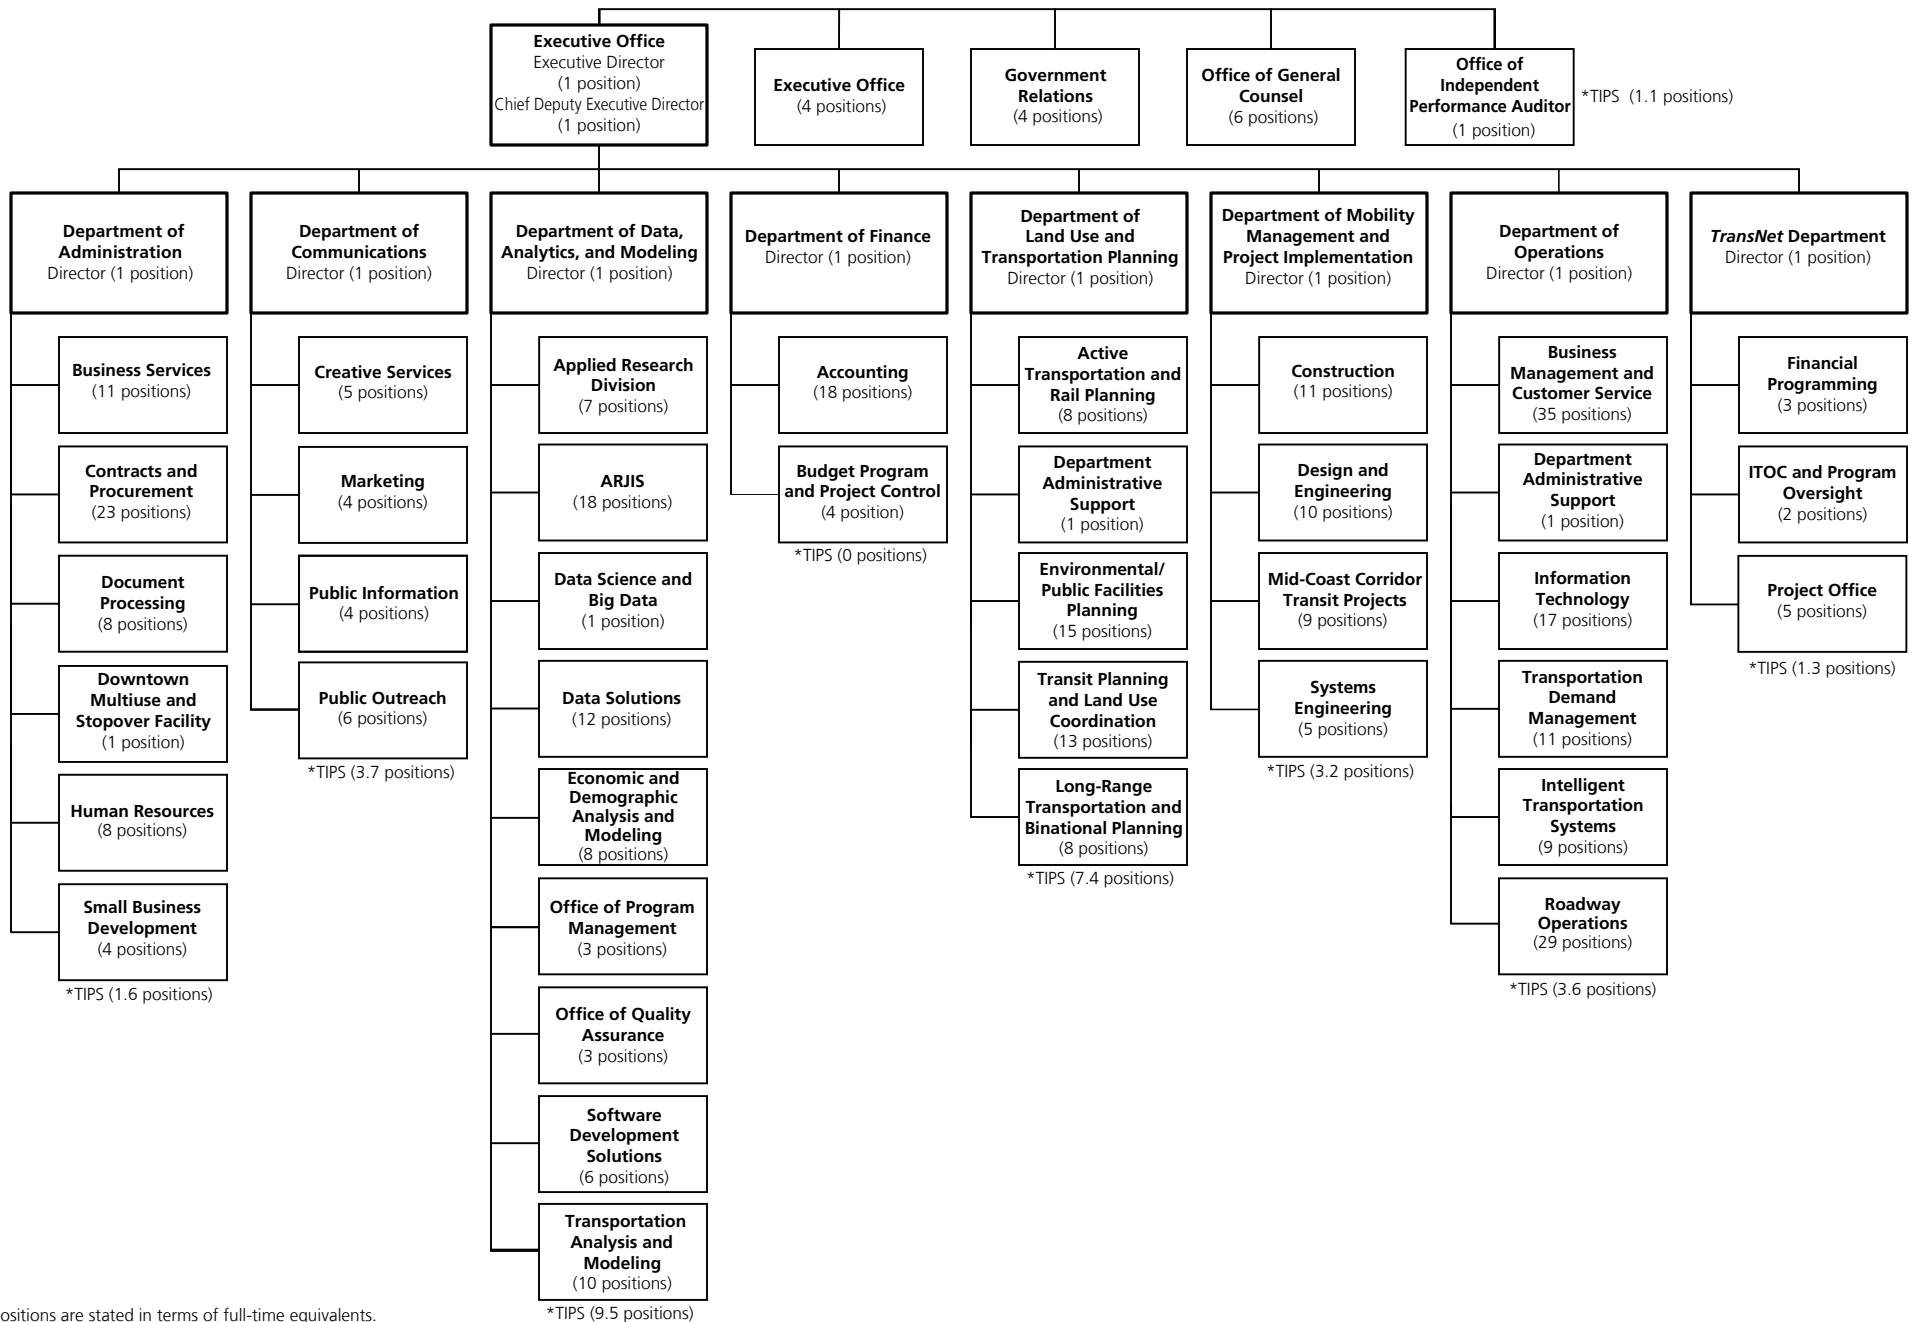 Executive Office
Executive Director
(1 position)
Chief Deputy Executive Director
(1 position)
Executive Office
(4 positions)
Government
Relations
(4 positions)
Office of General
Counsel
(6 positions)
Office of
Independent
Performance Auditor
(1 position)
*TIPS (1.1 positions)
Department of
Administration
Director (1 position)
Business Services
(11 positions)
Contracts and
Procurement
(23 positions)
Document
Processing
(8 positions)
Downtown
Multiuse and
Stopover Facility
(1 position)
Human Resources
(8 positions)
Small Business
Development
(4 positions)
*TIPS (1.6 positions)
Department of
Communications
Director (1 position)
Creative Services
(5 positions)
Marketing
(4 positions)
Public Information
(4 positions)
Public Outreach
(6 positions)
*TIPS (3.7 positions)
Department of Data,
Analytics, and Modeling
Director (1 position)
Applied Research
Division
(7 positions)
ARJIS
(18 positions)
Data Science and
Big Data
(1 position)
Data Solutions
(12 positions)
Economic and
Demographic
Analysis and
Modeling
(8 positions)
Office of Program
Management
(3 positions)
Office of Quality
Assurance
(3 positions)
Software
Development
Solutions
(6 positions)
Transportation
Analysis and
Modeling
(10 positions)
*TIPS (9.5 positions)
Department of Finance
Director (1 position)
Accounting
(18 positions)
Budget Program
and Project Control
(4 position)
*TIPS (0 positions)
Department of
Land Use and
Transportation Planning
Director (1 position)
Active
Transportation and
Rail Planning
(8 positions)
Department
Administrative
Support
(1 position)
Environmental/
Public Facilities
Planning
(15 positions)
Transit Planning
and Land Use
Coordination
(13 positions)
Long-Range
Transportation and
Binational Planning
(8 positions)
*TIPS (7.4 positions)
Department of Mobility
Management and
Project Implementation
Director (1 position)
Construction
(11 positions)
Design and
Engineering
(10 positions)
Mid-Coast Corridor
Transit Projects
(9 positions)
Systems
Engineering
(5 positions)
*TIPS (3.2 positions)
Department of
Operations
Director (1 position)
Business
Management and
Customer Service
(35 positions)
Department
Administrative
Support
(1 position)
Information
Technology
(17 positions)
Transportation
Demand
Management
(11 positions)
Intelligent
Transportation
Systems
(9 positions)
Roadway
Operations
(29 positions)
*TIPS (3.6 positions)
TransNet Department
Director (1 position)
Financial
Programming
(3 positions)
ITOC and Program
Oversight
(2 positions)
Project Office
(5 positions)
*TIPS (1.3 positions)
ositions are stated in terms of full-time equivalents.